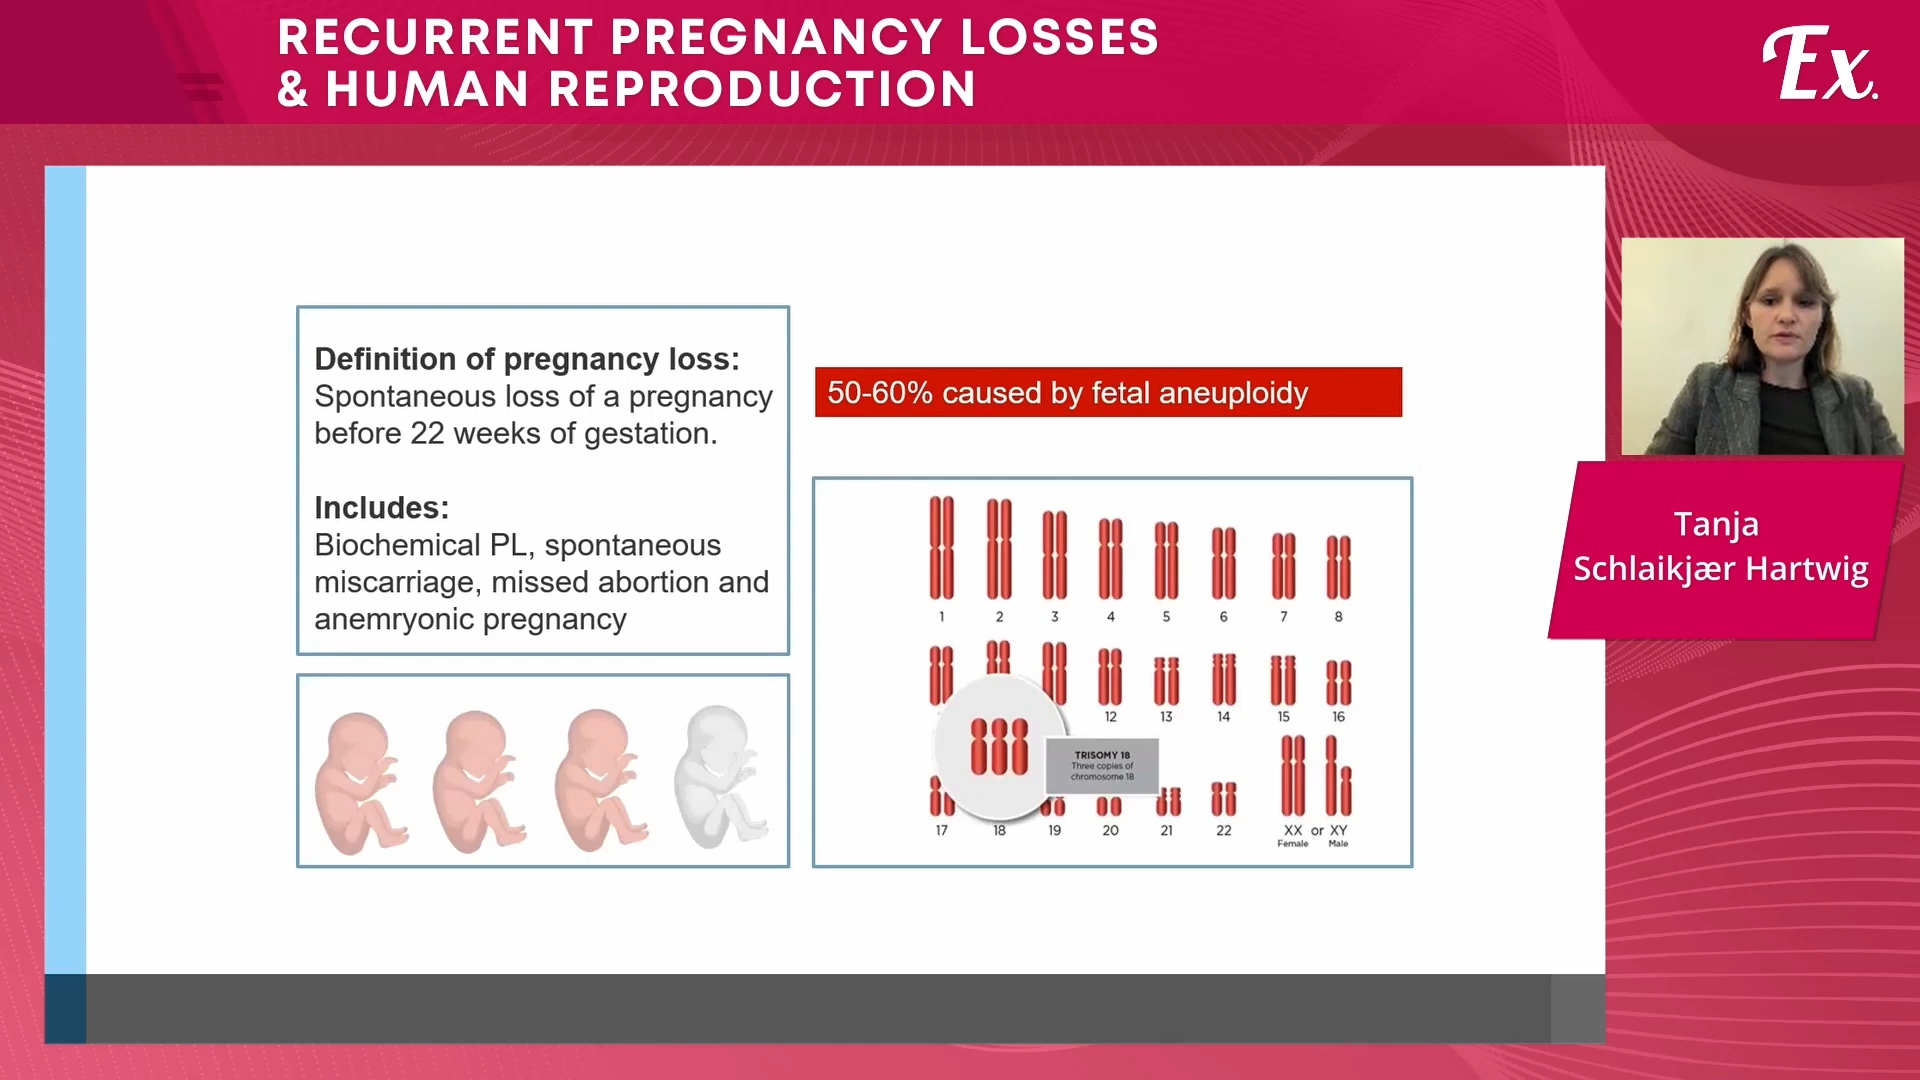 RECURRENT PREGNANCY LOSSES
& HUMAN REPRODUCTION
Ex.
Definition of pregnancy loss:
Spontaneous loss of a pregnancy
before 22 weeks of gestation.
Includes:
Biochemical PL, spontaneous
miscarriage, missed abortion and
anemryonic pregnancy
50-60% caused by fetal aneuploidy
1 2 3 4 5 6 7 8
12 13 14 15 16
TRISOMY 18
Three copies of
chromosome 18
17 18 19 20 21 22 XX or XY
Female Male
Tanja
Schlaikjær Hartwig